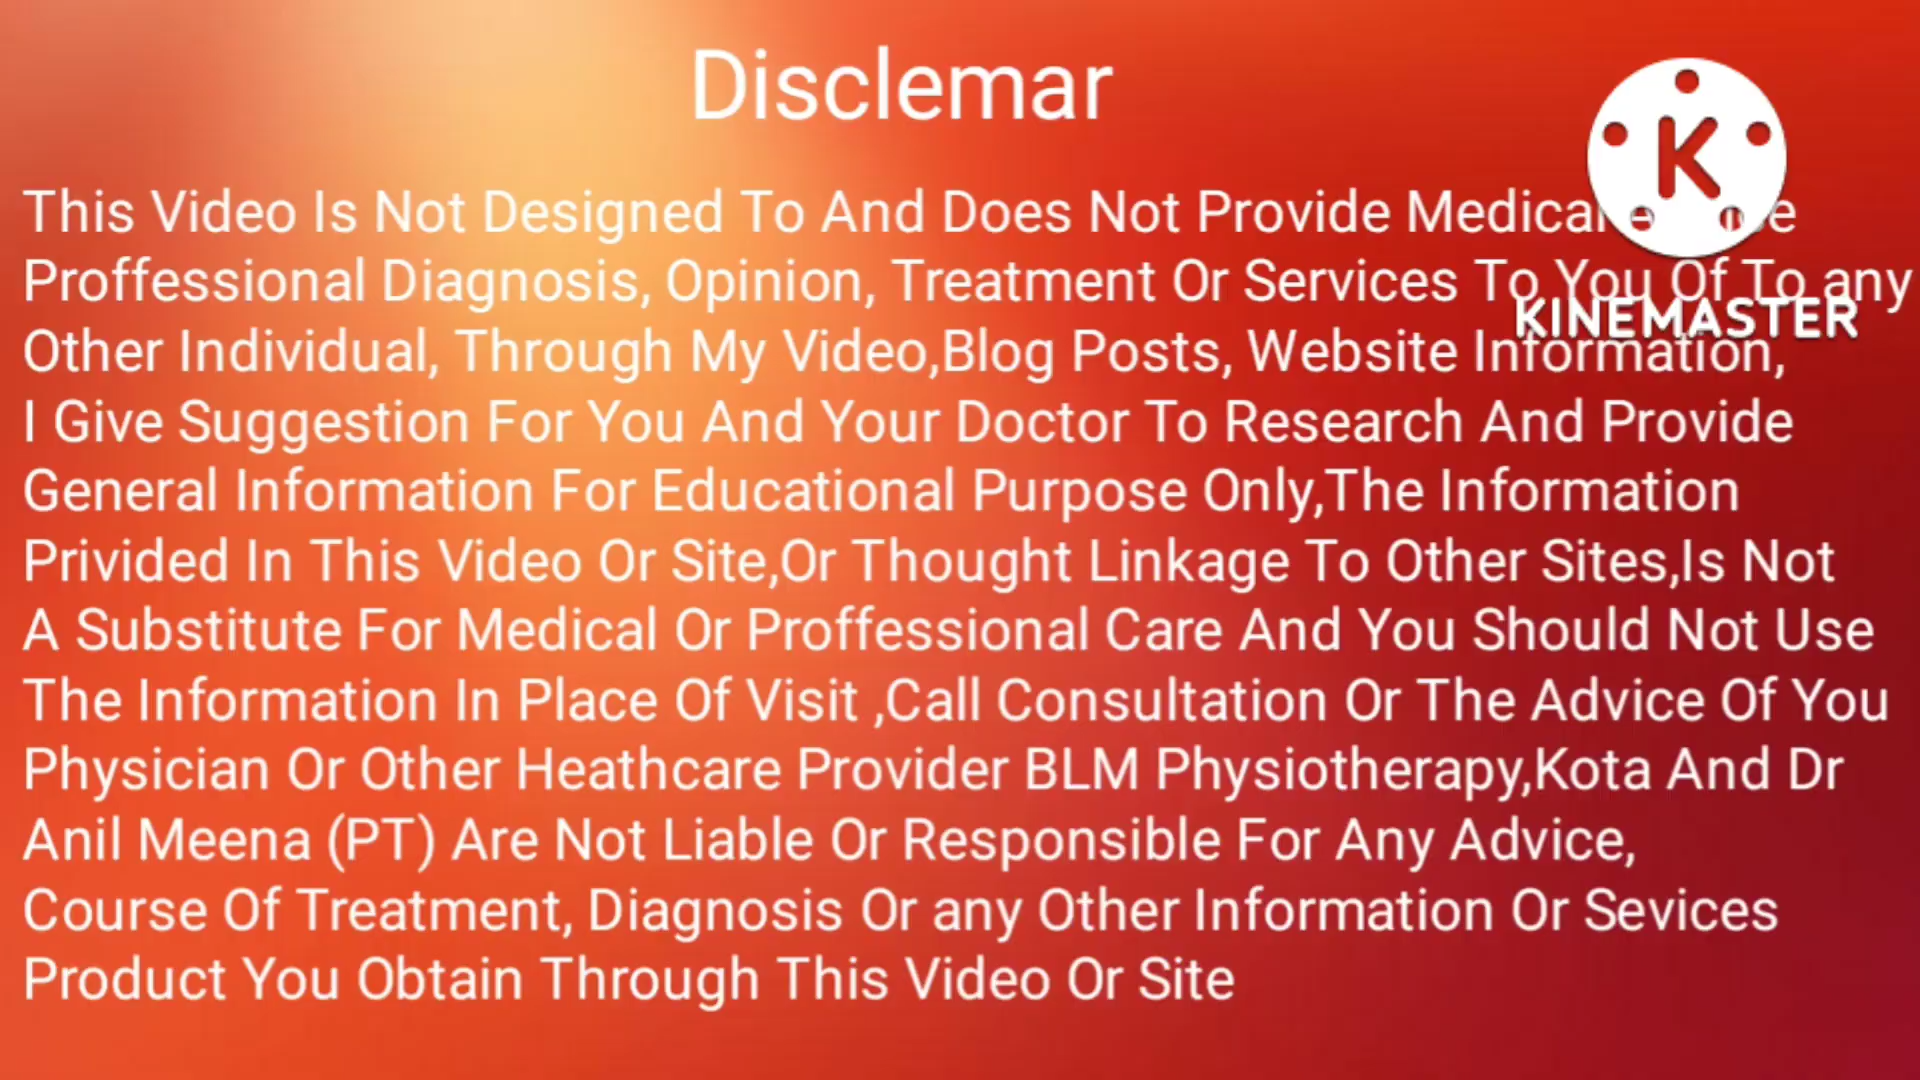 Disclemar
K
KINEMASTER
This Video Is Not Designed To And Does Not Provide Medical
Proffessional Diagnosis, Opinion, Treatment Or Services To You Of To any
Other Individual, Through My Video,Blog Posts, Website Information,
I Give Suggestion For You And Your Doctor To Research And Provide
General Information For Educational Purpose Only,The Information
Privided In This Video Or Site,Or Thought Linkage To Other Sites,Is Not
A Substitute For Medical Or Proffessional Care And You Should Not Use
The Information In Place Of Visit ,Call Consultation Or The Advice Of You
Physician Or Other Heathcare Provider BLM Physiotherapy,Kota And Dr
Anil Meena (PT) Are Not Liable Or Responsible For Any Advice,
Course Of Treatment, Diagnosis Or any Other Information Or Sevices
Product You Obtain Through This Video Or Site